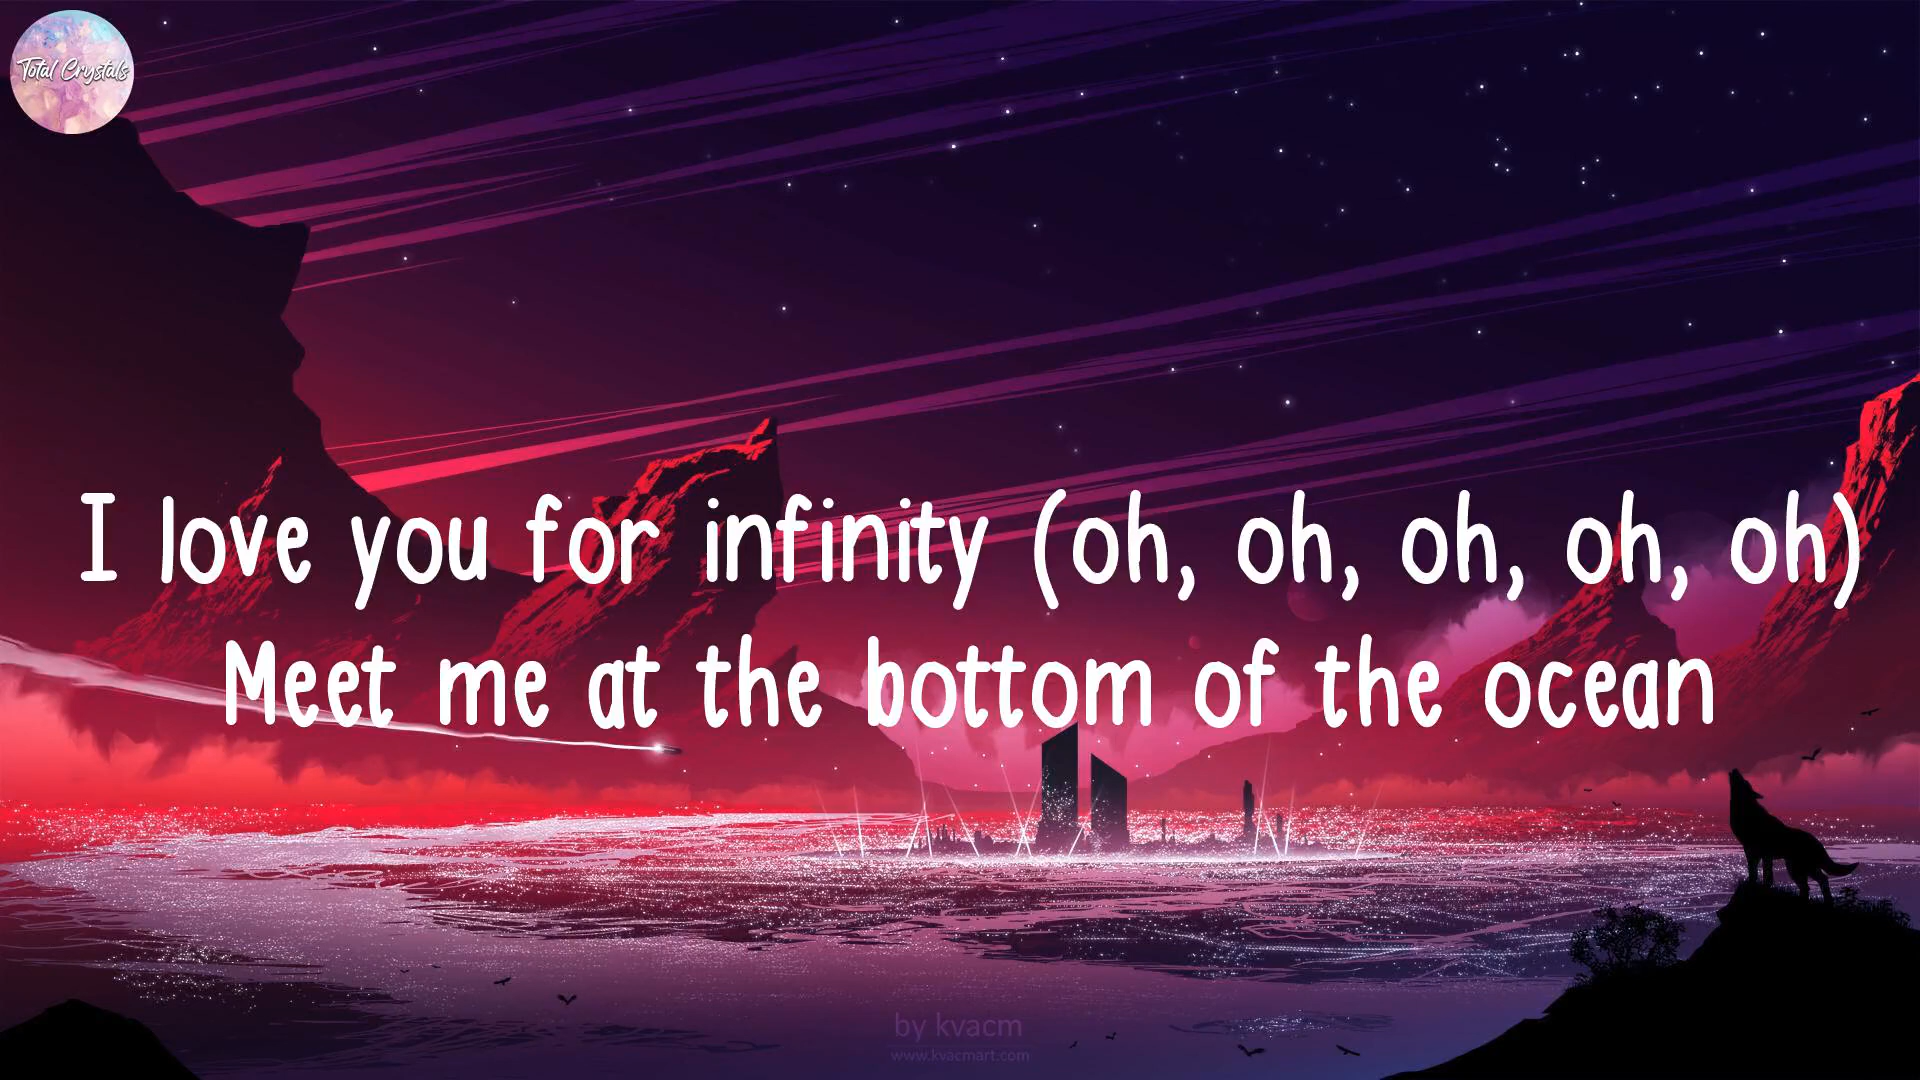 Total Crystals
I love you for infinity (oh, oh, oh, oh, oh)
Meet me at the bottom of the ocean
by kvacm
www.kvacmart.com